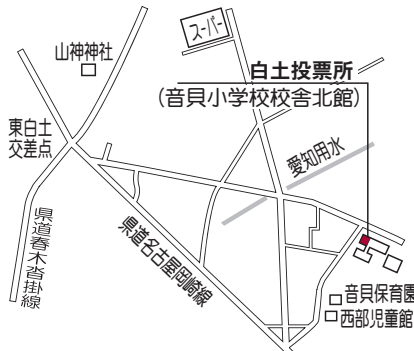 スーパー
山神神社
白土投票所
(音貝小学校校舎北館)
東白土
交差点
愛知用水
県道春木沓掛線
県道名古屋岡崎線
音貝保育園
西部児童館